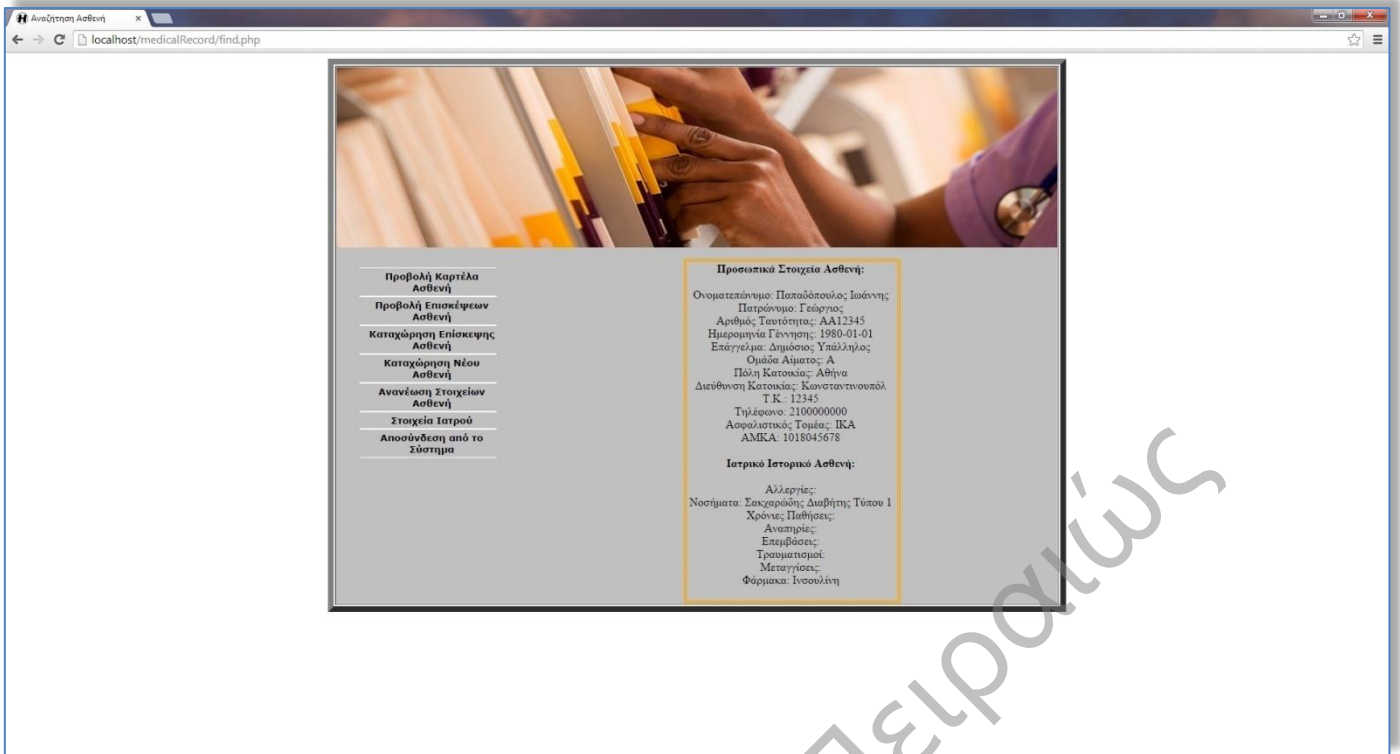 Αναζήτηση Ασθενή
localhost/medicalRecord/find.php
Προβολή Καρτέλα
Ασθενή
Προβολή Επισκέψεων
Ασθενή
Καταχώρηση Επίσκεψης
Ασθενή
Καταχώρηση Νέου
Ασθενή
Ανανέωση Στοιχείων
Ασθενή
Στοιχεία Ιατρού
Αποσύνδεση από το
Σύστημα
Προσωπικά Στοιχεία Ασθενή:
Ονοματεπώνυμο: Παπαδόπουλος Ιωάννης
Πατρώνυμο: Γεώργιος
Αριθμός Ταυτότητας: ΑΑ12345
Ημερομηνία Γέννησης: 1980-01-01
Επάγγελμα: Δημόσιος Υπάλληλος
Ομάδα Αίματος: Α
Πόλη Κατοικίας: Αθήνα
Διεύθυνση Κατοικίας: Κωνσταντινουπόλ.
Τ.Κ.: 12345
Τηλέφωνο: 2100000000
Ασφαλιστικός Τομέας: ΙΚΑ
ΑΜΚΑ: 1018045678
Ιατρικό Ιστορικό Ασθενή:
Αλλεργίες:
Νοσήματα: Σακχαρώδης Διαβήτης Τύπου 1
Χρόνιες Παθήσεις:
Αναπηρίες:
Επεμβάσεις:
Τραυματισμοί:
Μεταγγίσεις:
Φάρμακα: Ινσουλίνη
Πειραιώς